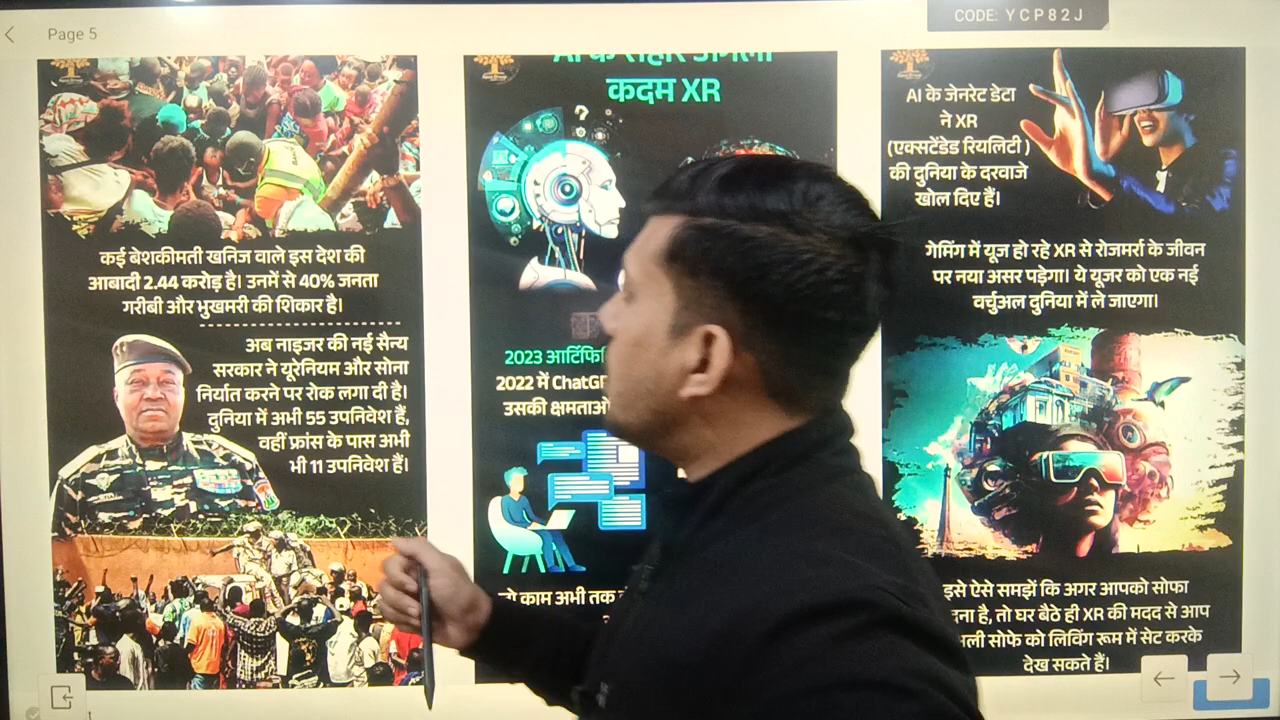 Page 5
CODE: YCP82J
कई बेशकीमती खनिज वाले इस देश की
आबादी 2.44 करोड़ है। उनमें से 40% जनता
गरीबी और भुखमरी की शिकार है।
अब नाइजर की नई सैन्य
सरकार ने यूरेनियम और सोना
निर्यात करने पर रोक लगा दी है।
दुनिया में अभी 55 उपनिवेश हैं,
वहीं फ्रांस के पास अभी
भी 11 उपनिवेश हैं।
AI के सहारे अगला
कदम XR
2023
2022 में
उसकी
काम अभी तक
AI के जेनरेट डेटा
ने XR
(एक्सटेंडेड रियलिटी )
की दुनिया के दरवाजे
खोल दिए हैं।
गेमिंग में यूज हो रहे XR से रोजमर्रा के जीवन
पर नया असर पड़ेगा। ये यूजर को एक नई
वर्चुअल दुनिया में ले जाएगा।
इसे ऐसे समझें कि अगर आपको सोफा
है, तो घर बैठे ही XR की मदद से आप
सोफे को लिविंग रूम में सेट करके
देख सकते हैं।